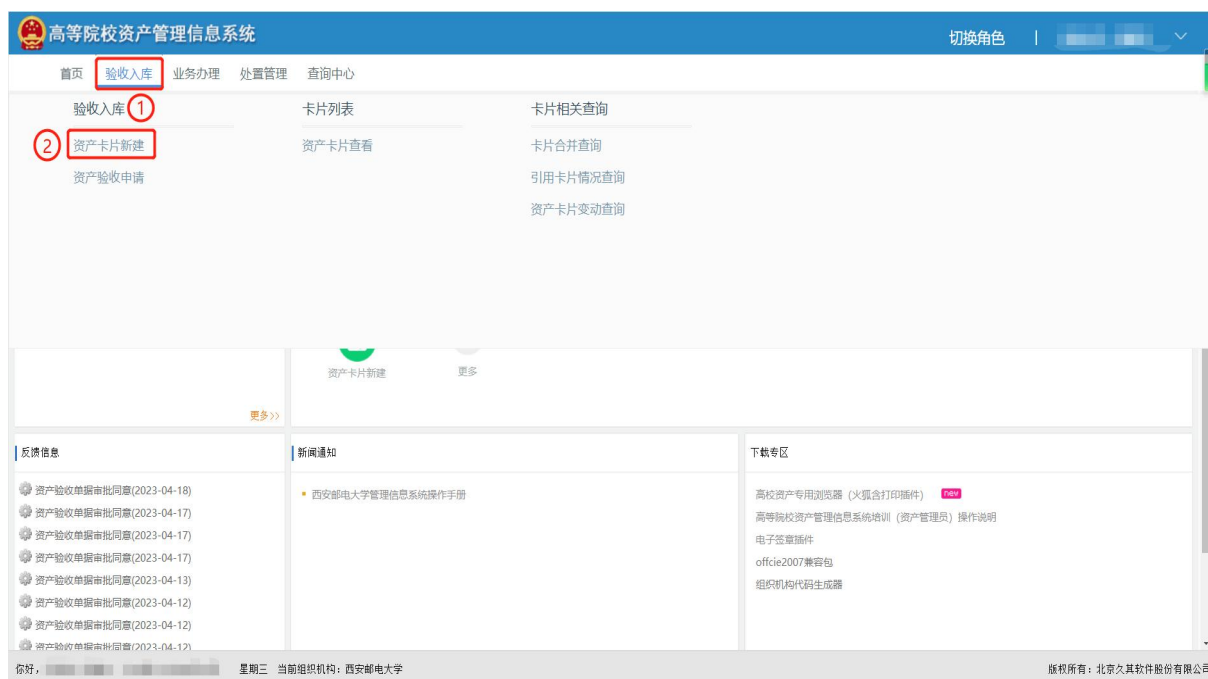 高等院校资产管理信息系统
切换角色 |
首页 验收入库 业务办理 处置管理 查询中心
验收入库 ① 卡片列表 卡片相关查询
② 资产卡片新建 资产卡片查看 卡片合并查询
资产验收申请 引用卡片情况查询
资产卡片变动查询
资产卡片新建 更多
更多>>
反馈信息 新闻通知 下载专区
资产验收单据审批同意(2023-04-18)
资产验收单据审批同意(2023-04-17)
资产验收单据审批同意(2023-04-17)
资产验收单据审批同意(2023-04-17)
资产验收单据审批同意(2023-04-13)
资产验收单据审批同意(2023-04-12)
资产验收单据审批同意(2023-04-12)
资产验收单据审批同意(2023-04-12)
• 西安邮电大学管理信息系统操作手册
高校资产专用浏览器（火狐含打印插件） new
高等院校资产管理信息系统培训（资产管理员）操作说明
电子签章插件
offcie2007兼容包
组织机构代码生成器
你好， 星期三 当前组织机构：西安邮电大学 版权所有：北京久其软件股份有限公司